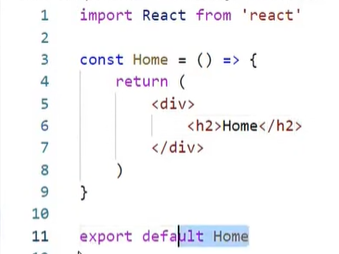 1 import React from 'react'
2
3 const Home = () => {
4 return (
5 <div>
6 <h2>Home</h2>
7 </div>
8 )
9 }
10
11 export default Home